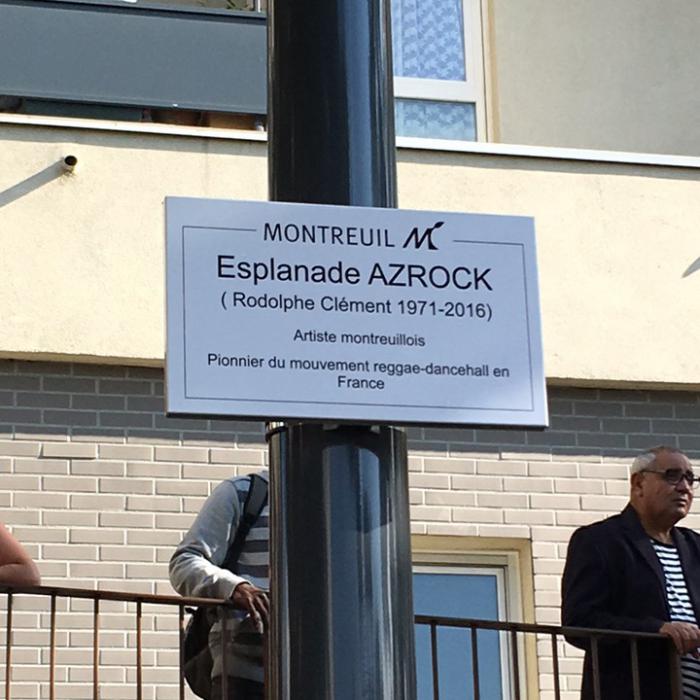 MONTREUIL M
Esplanade AZROCK
( Rodolphe Clément 1971-2016)
Artiste montreuillois
Pionnier du mouvement reggae-dancehall en
France